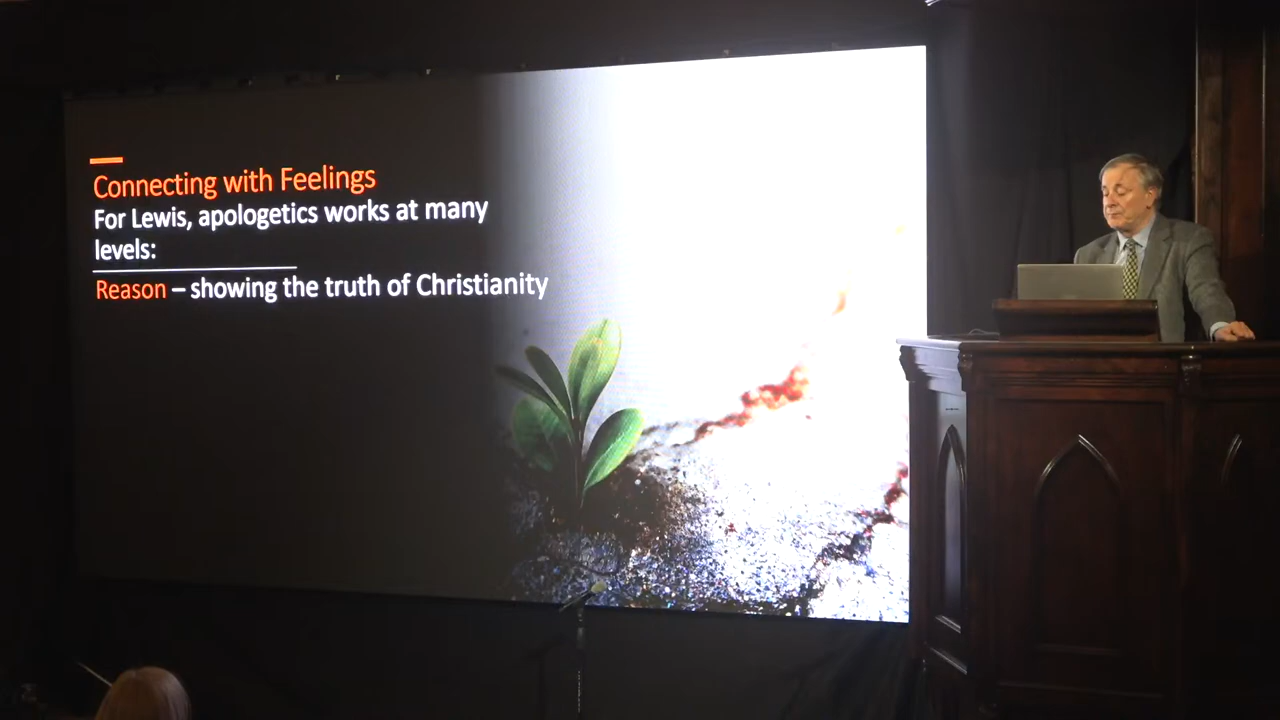 Connecting with Feelings
For Lewis, apologetics works at many
levels:
Reason – showing the truth of Christianity